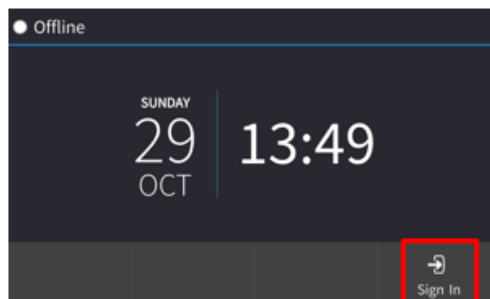 Offline
SUNDAY
29
OCT
13:49
Sign In